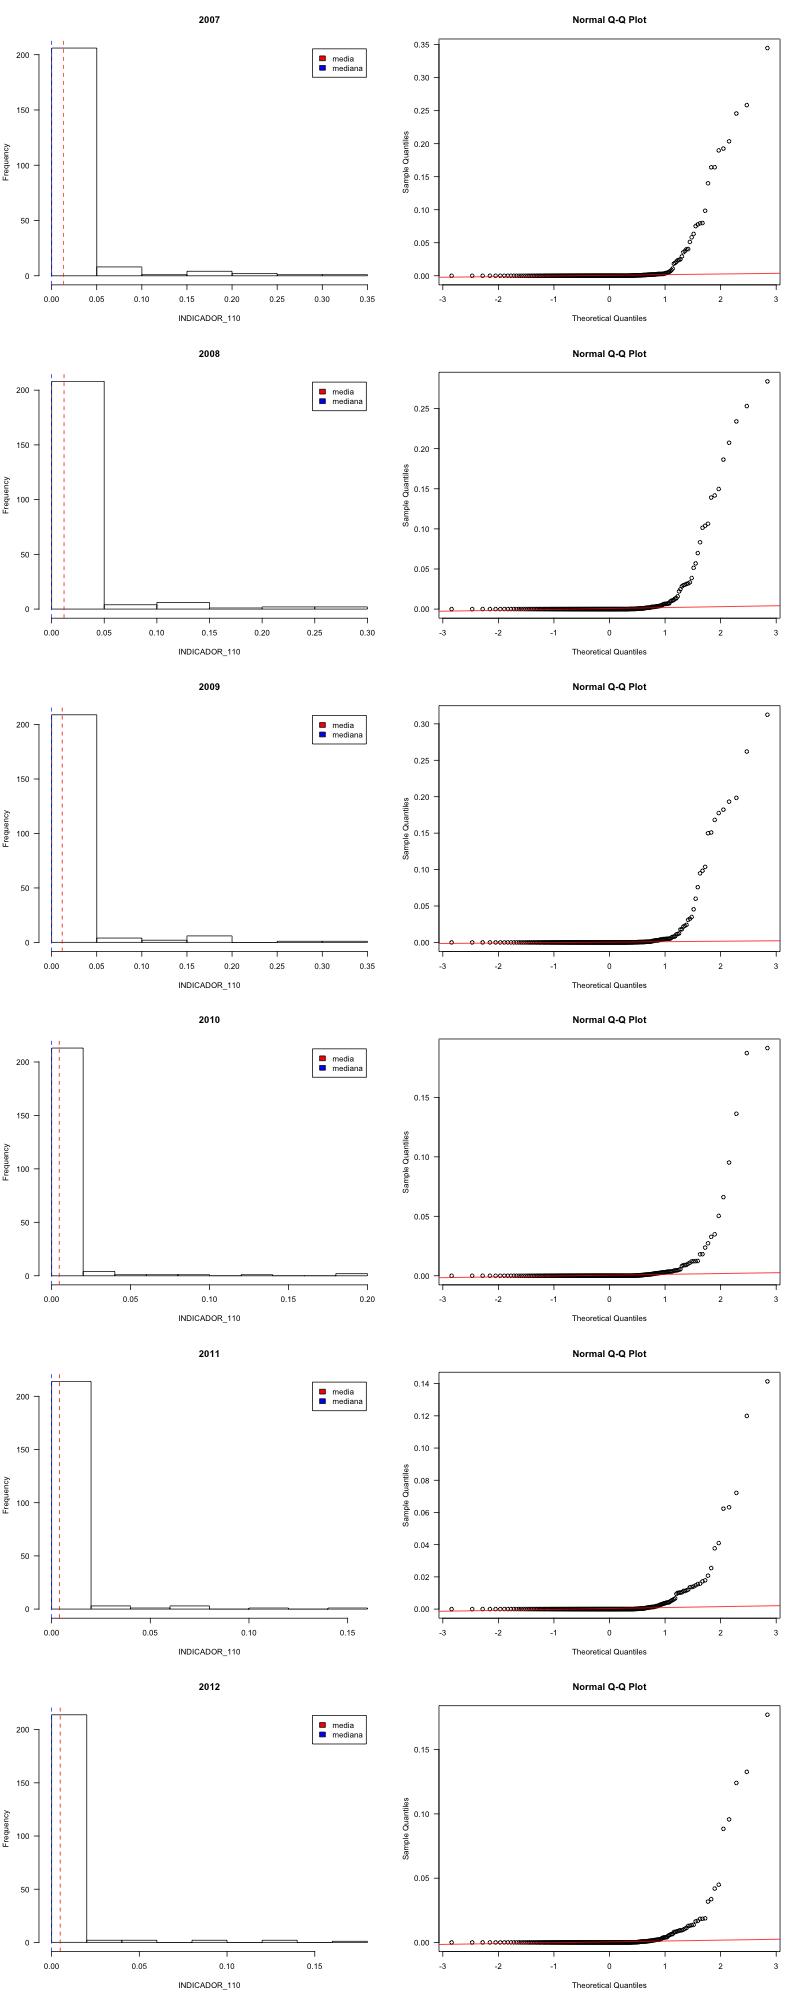 2007
Normal Q-Q Plot
media
mediana
Frequency
0
50
100
150
200
0.00 0.05 0.10 0.15 0.20 0.25 0.30 0.35
INDICADOR_110
Sample Quantiles
0.00
0.05
0.10
0.15
0.20
0.25
0.30
0.35
-3 -2 -1 0 1 2 3
Theoretical Quantiles
2008
Normal Q-Q Plot
media
mediana
Frequency
0
50
100
150
200
0.00 0.05 0.10 0.15 0.20 0.25 0.30
INDICADOR_110
Sample Quantiles
0.00
0.05
0.10
0.15
0.20
0.25
-3 -2 -1 0 1 2 3
Theoretical Quantiles
2009
Normal Q-Q Plot
media
mediana
Frequency
0
50
100
150
200
0.00 0.05 0.10 0.15 0.20 0.25 0.30 0.35
INDICADOR_110
Sample Quantiles
0.00
0.05
0.10
0.15
0.20
0.25
0.30
-3 -2 -1 0 1 2 3
Theoretical Quantiles
2010
Normal Q-Q Plot
media
mediana
Frequency
0
50
100
150
200
0.00 0.05 0.10 0.15 0.20
INDICADOR_110
Sample Quantiles
0.00
0.05
0.10
0.15
-3 -2 -1 0 1 2 3
Theoretical Quantiles
2011
Normal Q-Q Plot
media
mediana
Frequency
0
50
100
150
200
0.00 0.05 0.10 0.15
INDICADOR_110
Sample Quantiles
0.00
0.02
0.04
0.06
0.08
0.10
0.12
0.14
-3 -2 -1 0 1 2 3
Theoretical Quantiles
2012
Normal Q-Q Plot
media
mediana
Frequency
0
50
100
150
200
0.00 0.05 0.10 0.15
INDICADOR_110
Sample Quantiles
0.00
0.05
0.10
0.15
-3 -2 -1 0 1 2 3
Theoretical Quantiles